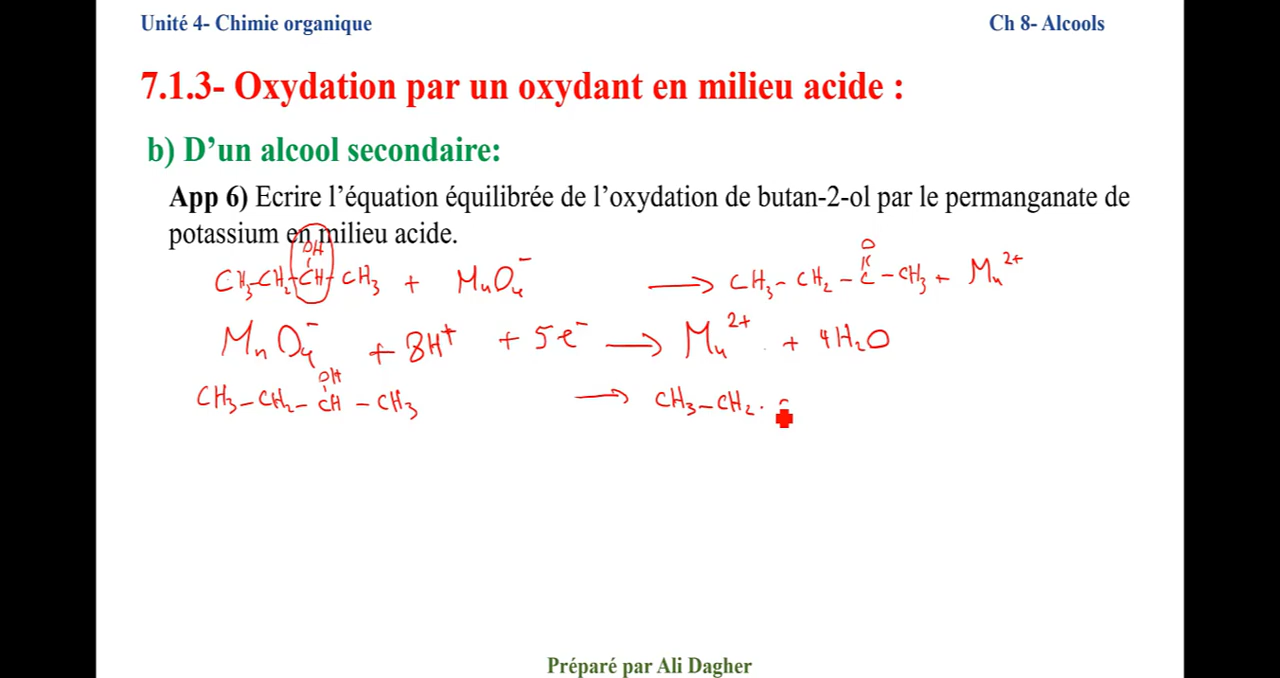 Unité 4- Chimie organique Ch 8- Alcools
7.1.3- Oxydation par un oxydant en milieu acide :
b) D’un alcool secondaire:
App 6) Ecrire l’équation équilibrée de l’oxydation de butan-2-ol par le permanganate de
potassium en milieu acide.
OH O
CH₃-CH₂-CH-CH₃ + MnO₄⁻ → CH₃-CH₂-C-CH₃ + Mn²⁺
MnO₄⁻ + 8H⁺ + 5e⁻ → Mn²⁺ + 4H₂O
OH
CH₃-CH₂-CH-CH₃ → CH₃-CH₂
Préparé par Ali Dagher